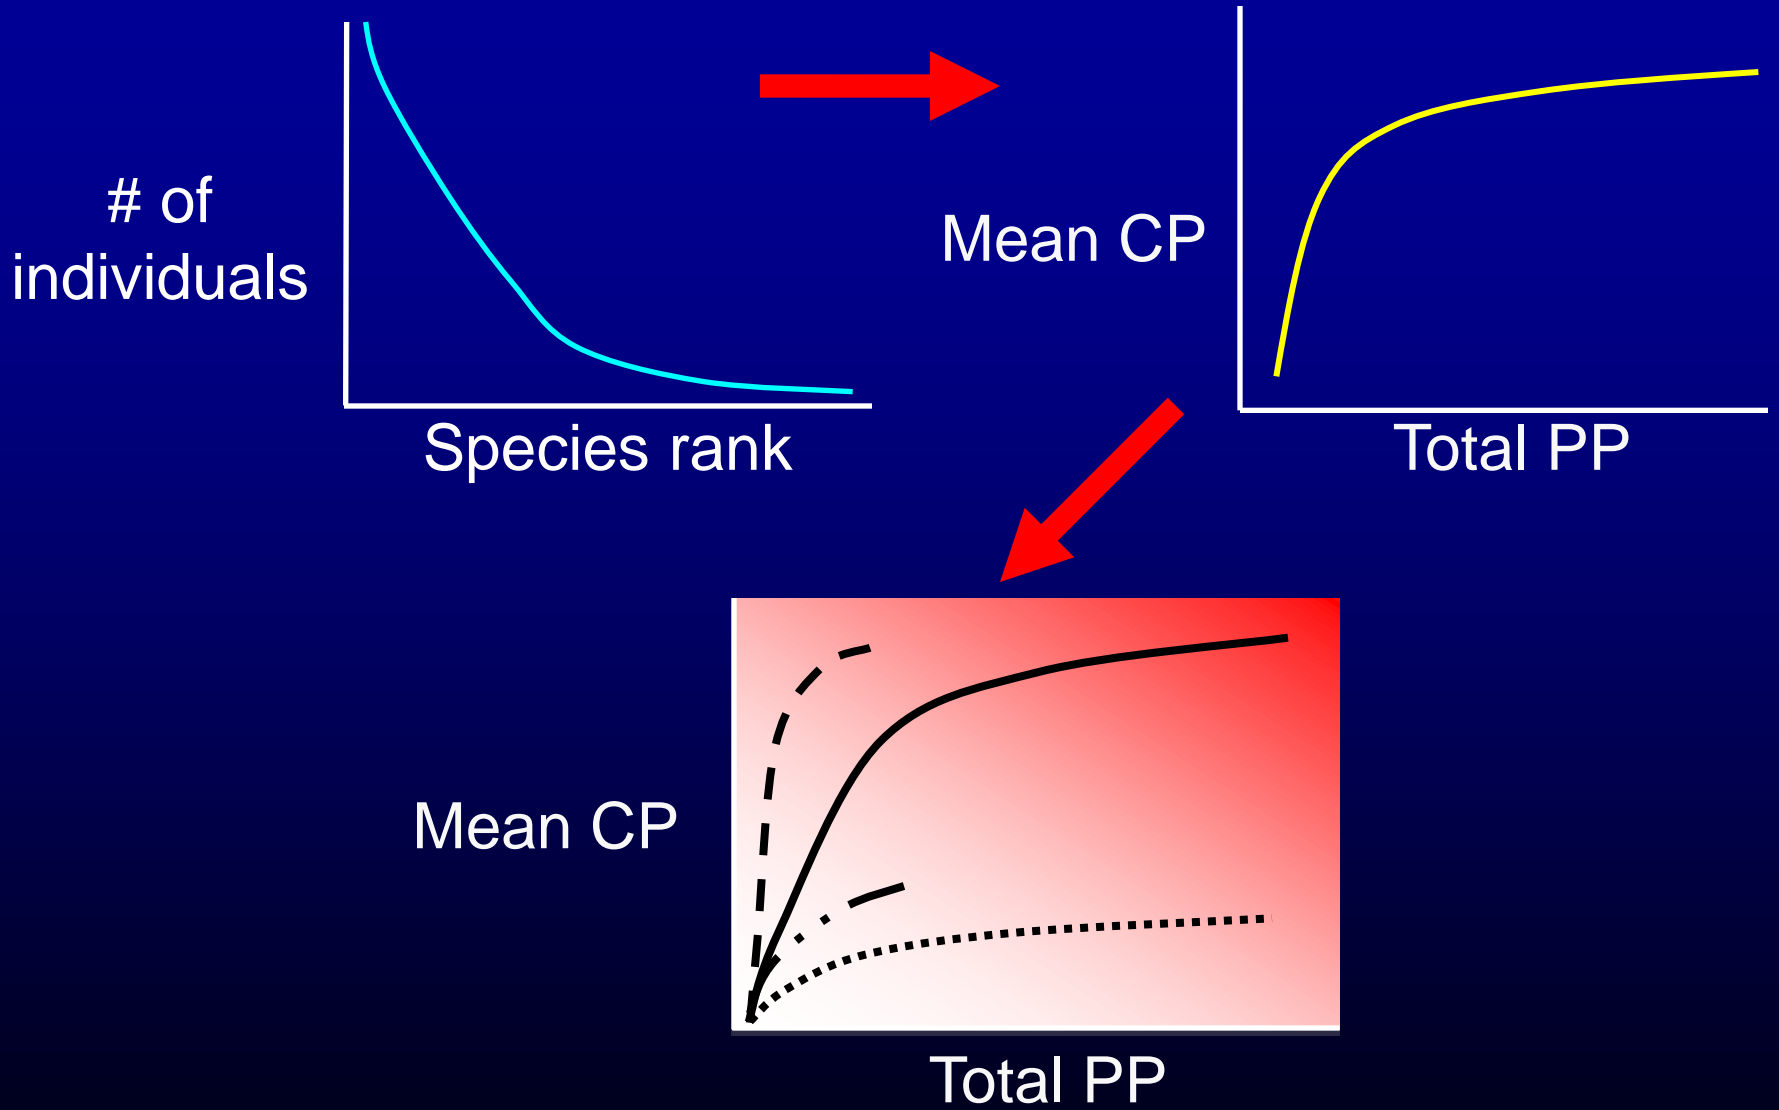 # of
individuals
Species rank
Mean CP
Total PP
Mean CP
Total PP